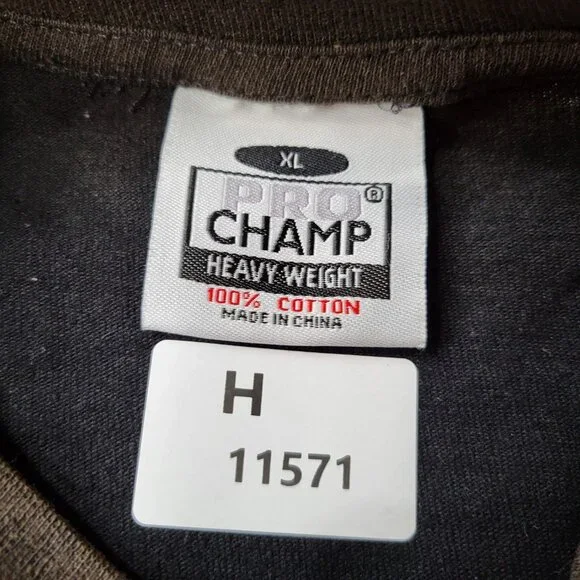 XL
PRO ®
CHAMP
HEAVY WEIGHT
100% COTTON
MADE IN CHINA
H
11571